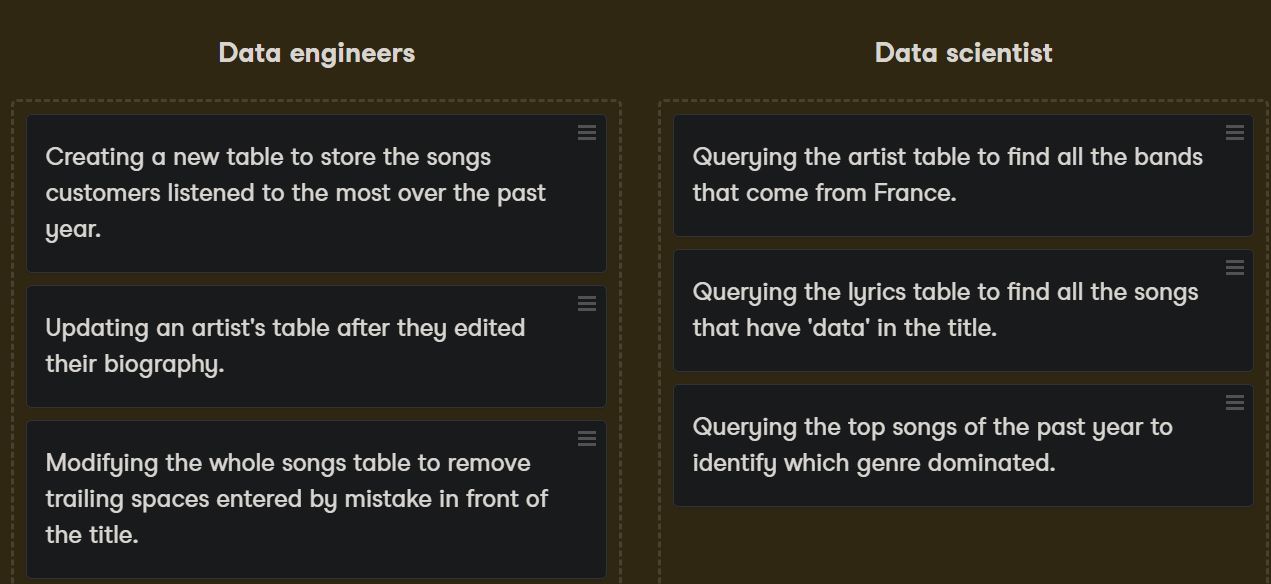 Data engineers
Creating a new table to store the songs
customers listened to the most over the past
year.
Updating an artist's table after they edited
their biography.
Modifying the whole songs table to remove
trailing spaces entered by mistake in front of
the title.
Data scientist
Querying the artist table to find all the bands
that come from France.
Querying the lyrics table to find all the songs
that have 'data' in the title.
Querying the top songs of the past year to
identify which genre dominated.